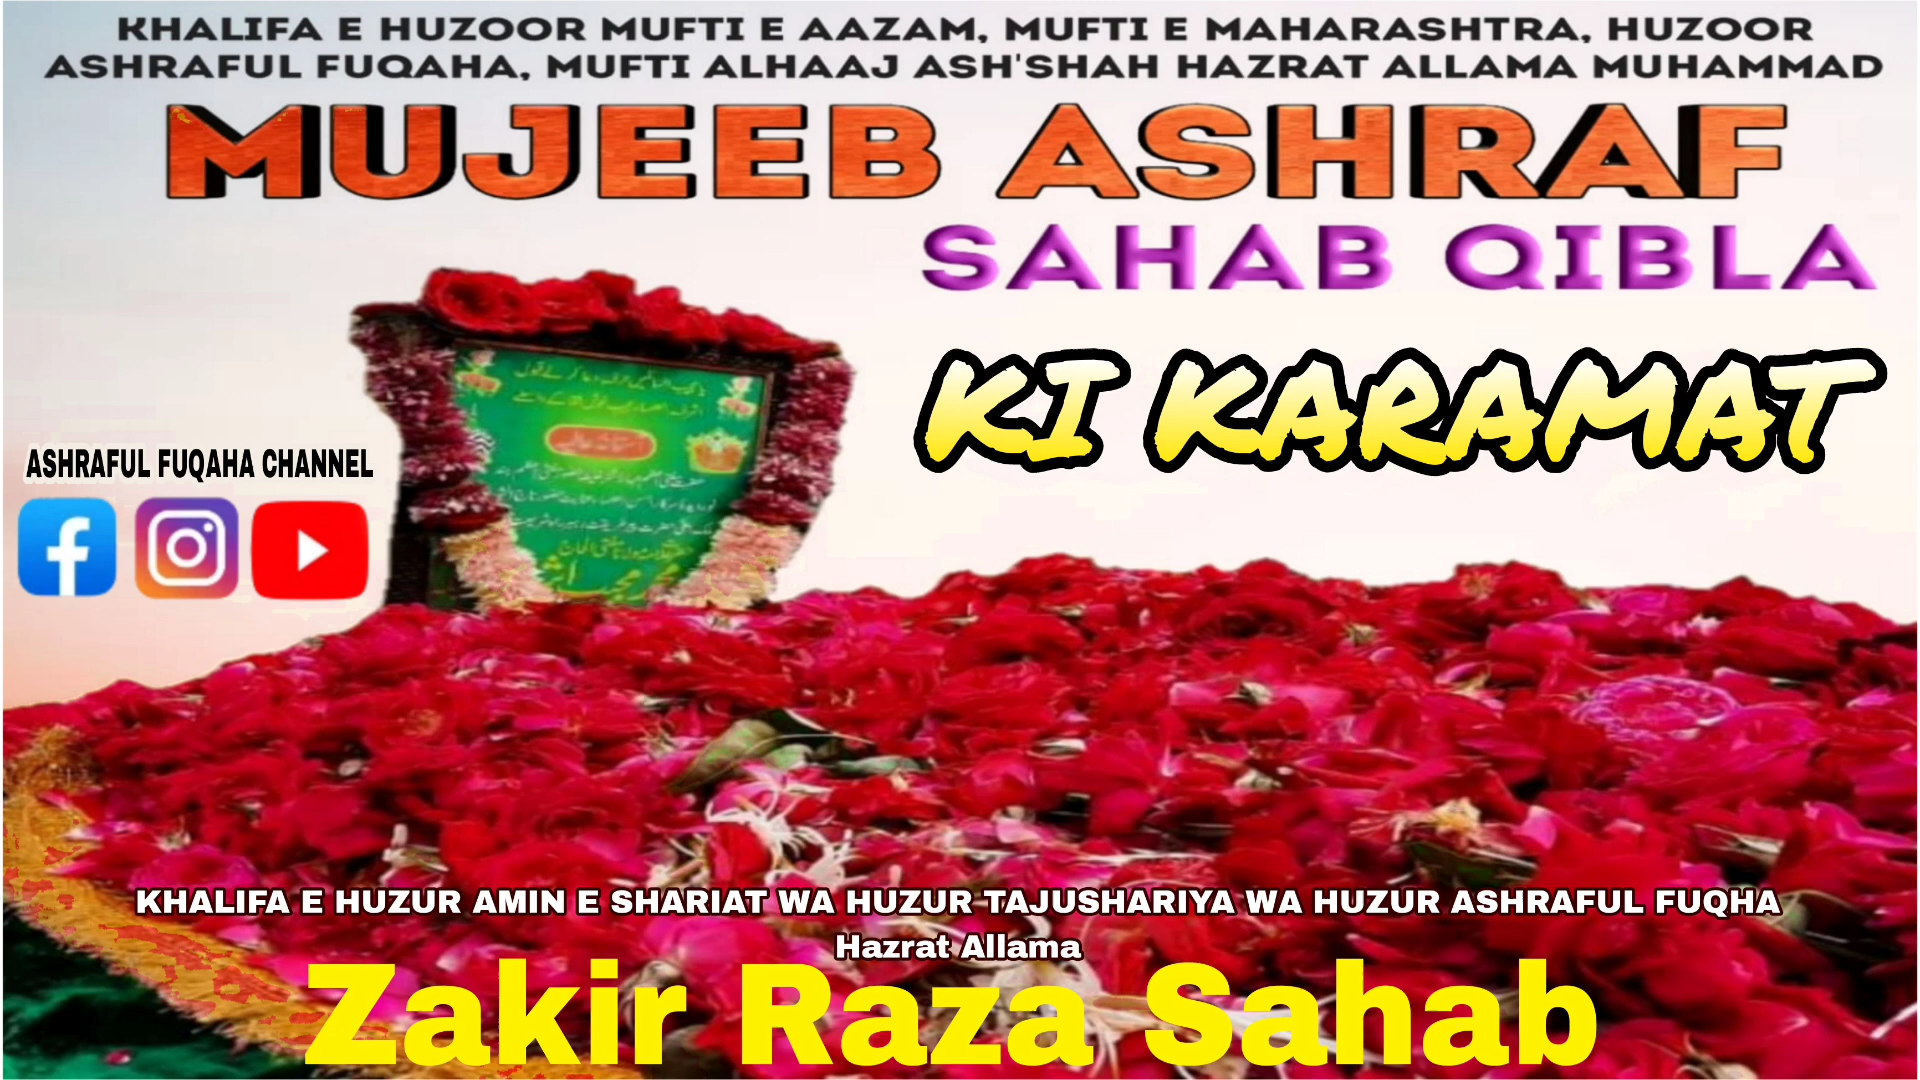 KHALIFA E HUZOOR MUFTI E AAZAM, MUFTI E MAHARASHTRA, HUZOOR
ASHRAFUL FUQAHA, MUFTI ALHAAJ ASH'SHAH HAZRAT ALLAMA MUHAMMAD
MUJEEB ASHRAF
SAHAB QIBLA
KI KARAMAT
ASHRAFUL FUQAHA CHANNEL
KHALIFA E HUZUR AMIN E SHARIAT WA HUZUR TAJUSHARIYA WA HUZUR ASHRAFUL FUQHA
Hazrat Allama
Zakir Raza Sahab